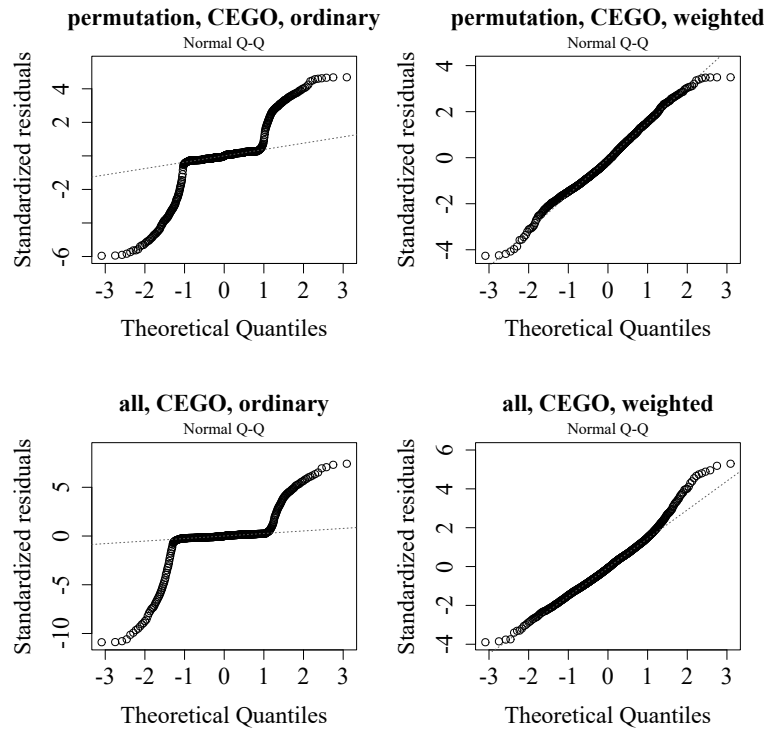 permutation, CEGO, ordinary
Normal Q-Q
Standardized residuals
4
2
-2
-6
-3 -2 -1 0 1 2 3
Theoretical Quantiles
permutation, CEGO, weighted
Normal Q-Q
Standardized residuals
4
2
0
-2
-4
-3 -2 -1 0 1 2 3
Theoretical Quantiles
all, CEGO, ordinary
Normal Q-Q
Standardized residuals
5
0
-5
-10
-3 -2 -1 0 1 2 3
Theoretical Quantiles
all, CEGO, weighted
Normal Q-Q
Standardized residuals
6
4
2
0
-2
-4
-3 -2 -1 0 1 2 3
Theoretical Quantiles